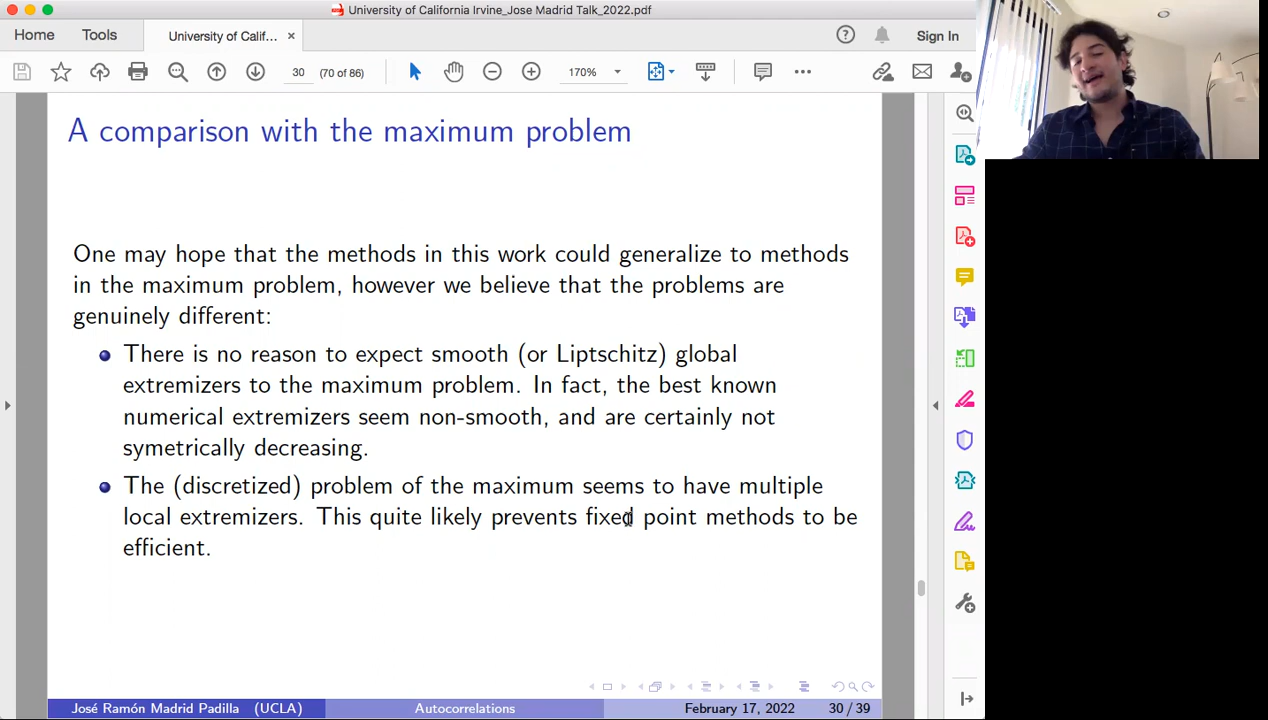 University of California Irvine_Jose Madrid Talk_2022.pdf
Home
Tools
University of Calif...
×
Sign In
30
(70 of 86)
170%
A comparison with the maximum problem
One may hope that the methods in this work could generalize to methods
in the maximum problem, however we believe that the problems are
genuinely different:
There is no reason to expect smooth (or Liptschitz) global
extremizers to the maximum problem. In fact, the best known
numerical extremizers seem non-smooth, and are certainly not
symetrically decreasing.
The (discretized) problem of the maximum seems to have multiple
local extremizers. This quite likely prevents fixed point methods to be
efficient.
José Ramón Madrid Padilla (UCLA)
Autocorrelations
February 17, 2022
30 / 39